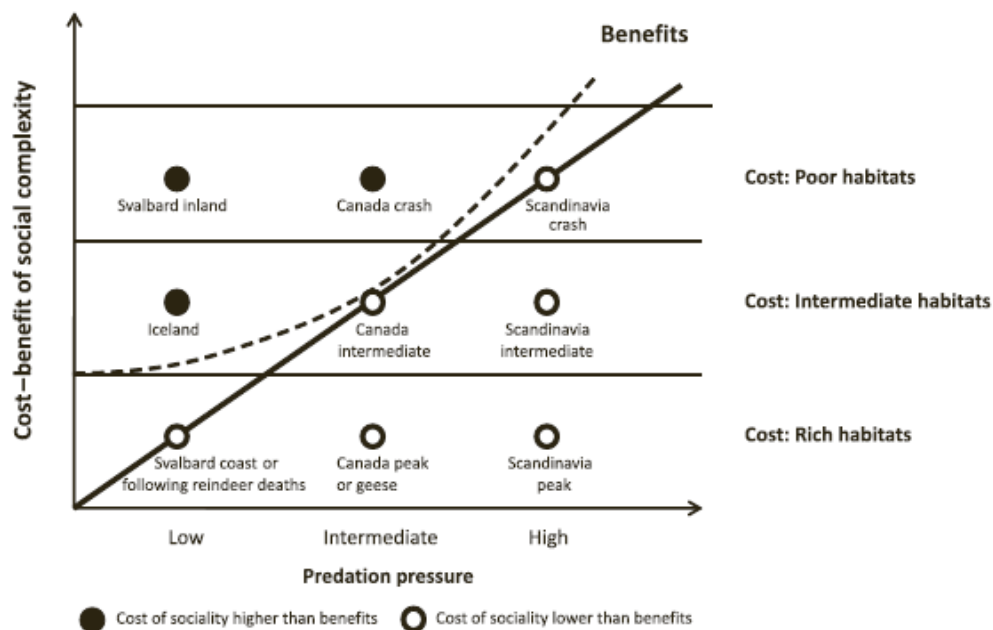 Benefits
Cost–benefit of social complexity
Svalbard inland
Canada crash
Scandinavia
crash
Cost: Poor habitats
Iceland
Canada
intermediate
Scandinavia
intermediate
Cost: Intermediate habitats
Svalbard coast or
following reindeer deaths
Canada peak
or geese
Scandinavia
peak
Cost: Rich habitats
Low
Intermediate
High
Predation pressure
Cost of sociality higher than benefits
Cost of sociality lower than benefits